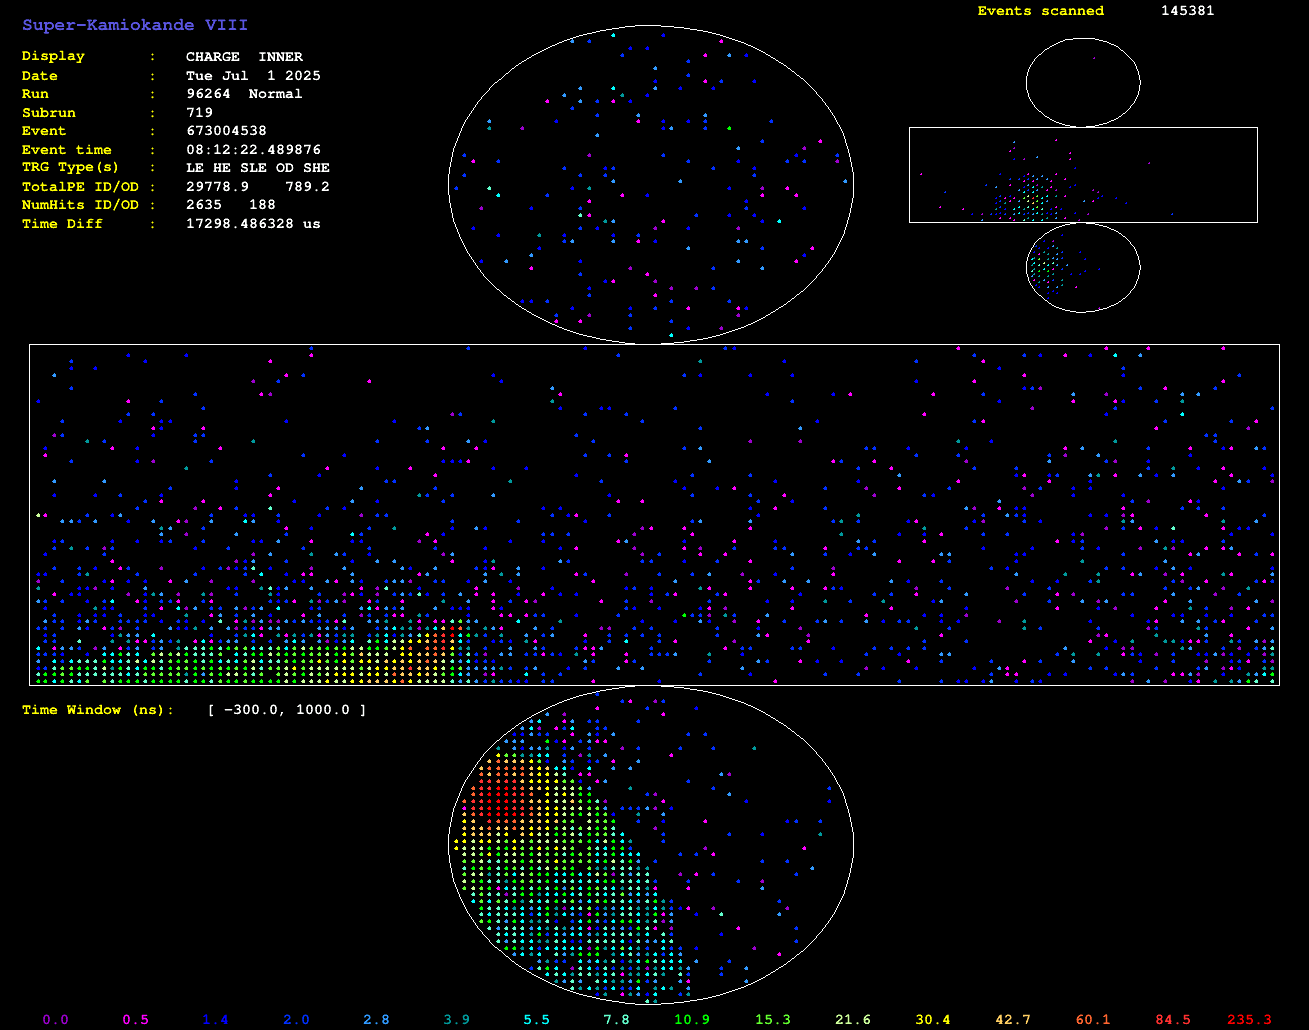 Super-Kamiokande VIII
Events scanned 145381
Display : CHARGE INNER
Date : Tue Jul 1 2025
Run : 96264 Normal
Subrun : 719
Event : 673004538
Event time : 08:12:22.489876
TRG Type(s) : LE HE SLE OD SHE
TotalPE ID/OD : 29778.9 789.2
NumHits ID/OD : 2635 188
Time Diff : 17298.486328 us
Time Window (ns): [ -300.0, 1000.0 ]
0.0 0.5 1.4 2.0 2.8 3.9 5.5 7.8 10.9 15.3 21.6 30.4 42.7 60.1 84.5 235.3